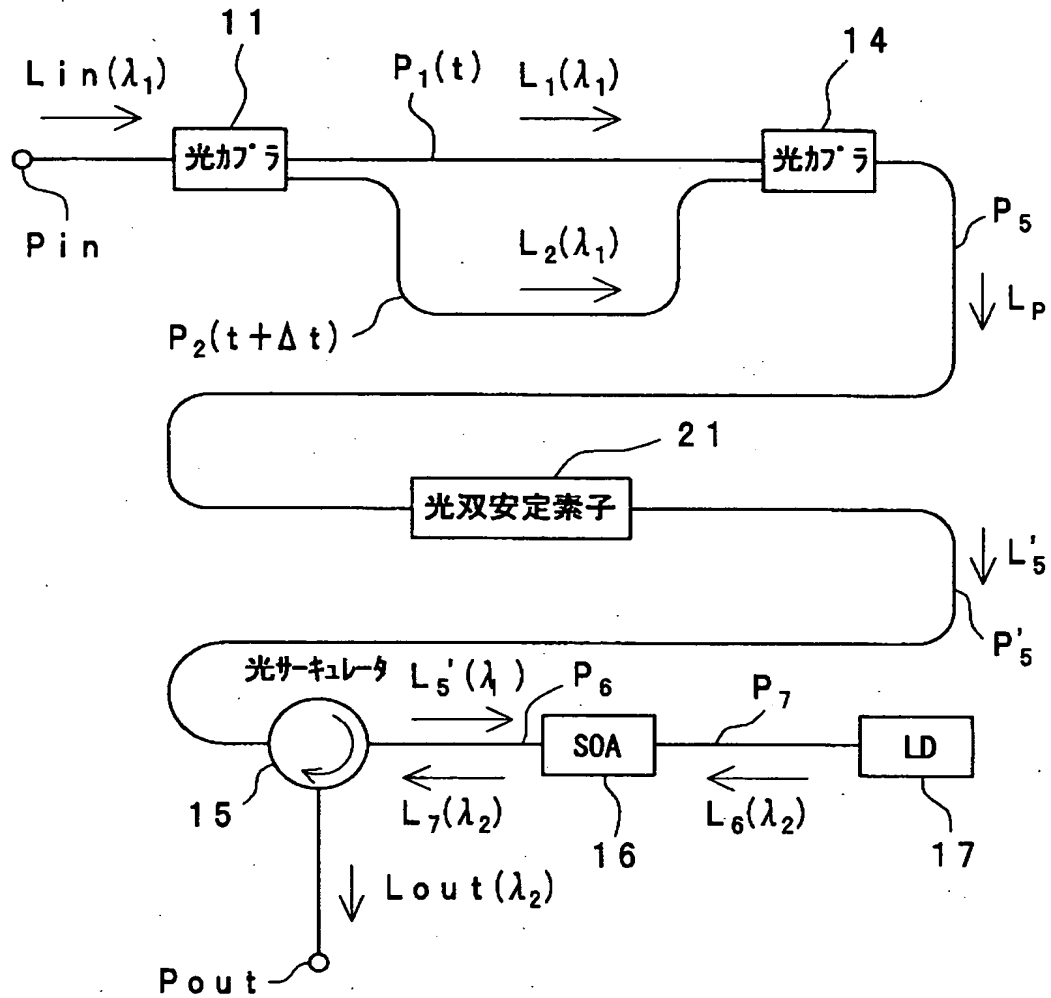 11
14
Lin(λ₁)
P₁(t)
L₁(λ₁)
光カプラ
光カプラ
Pin
L₂(λ₁)
P₅
L_P
P₂(t+Δt)
21
光双安定素子
L'₅
P'₅
光サーキュレータ
L₅'(λ₁)
P₆
P₇
SOA
LD
15
L₇(λ₂)
L₆(λ₂)
16
17
Lout(λ₂)
Pout